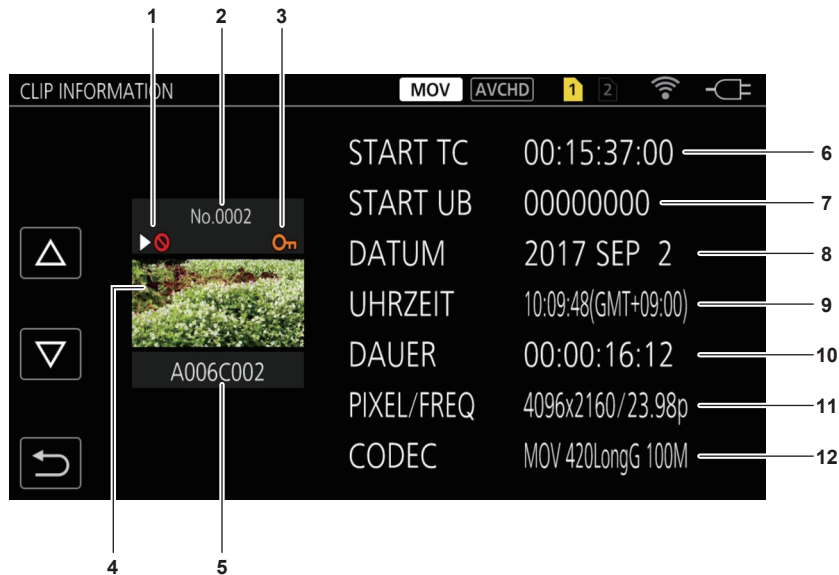 1 2 3
CLIP INFORMATION MOV AVCHD 1 2
START TC 00:15:37:00 6
START UB 00000000 7
No.0002
DATUM 2017 SEP 2 8
UHRZEIT 10:09:48(GMT+09:00) 9
4
DAUER 00:00:16:12 10
A006C002
PIXEL/FREQ 4096x2160/23.98p 11
CODEC MOV 420LongG 100M 12
5